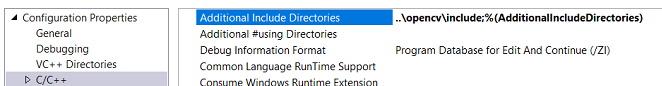 Configuration Properties
General
Debugging
VC++ Directories
C/C++
Additional Include Directories ..\opencv\include;%(AdditionalIncludeDirectories)
Additional #using Directories
Debug Information Format Program Database for Edit And Continue (/ZI)
Common Language RunTime Support
Consume Windows Runtime Extension